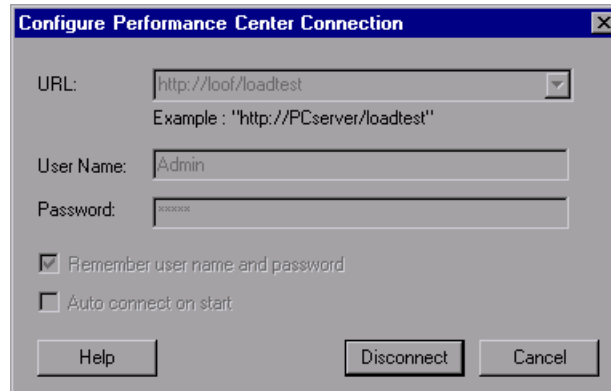 Configure Performance Center Connection
URL: http://loof/loadtest
Example : "http://PCserver/loadtest"
User Name: Admin
Password: *****
Remember user name and password
Auto connect on start
Help Disconnect Cancel